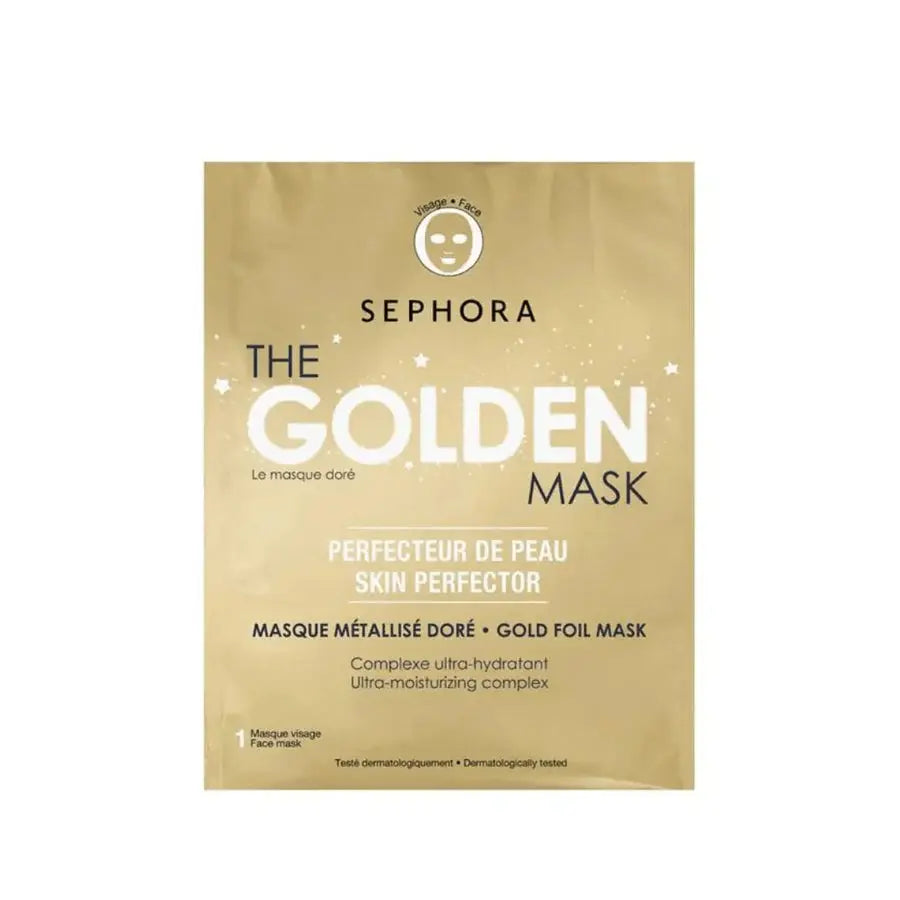 Visage • Face
SEPHORA
THE
GOLDEN
Le masque doré
MASK
PERFECTEUR DE PEAU
SKIN PERFECTOR
MASQUE MÉTALLISÉ DORÉ • GOLD FOIL MASK
Complexe ultra-hydratant
Ultra-moisturizing complex
1 Masque visage
Face mask
Testé dermatologiquement • Dermatologically tested